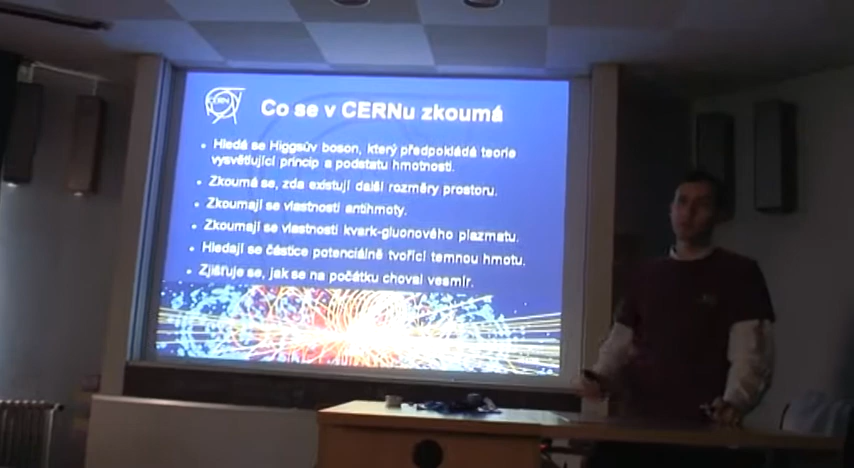 CERN
Co se v CERNu zkoumá
• Hledá se Higgsův boson, který předpokládá teorie
vysvětlující princip a podstatu hmotnosti.
• Zkoumá se, zda existují další rozměry prostoru.
• Zkoumají se vlastnosti antihmoty.
• Zkoumají se vlastnosti kvark-gluonového plazmatu.
• Hledají se částice potenciálně tvořící temnou hmotu.
• Zjišťuje se, jak se na počátku choval vesmír.